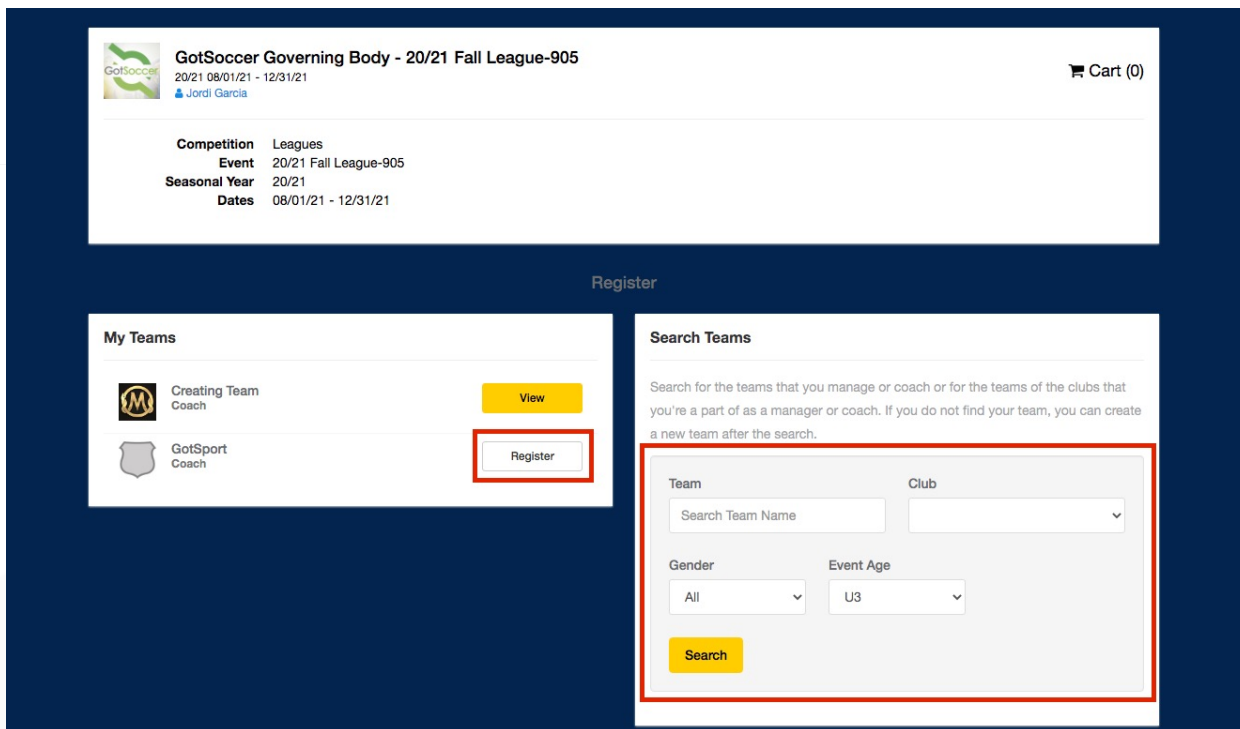 GotSoccer
GotSoccer Governing Body - 20/21 Fall League-905
20/21 08/01/21 - 12/31/21
Jordi Garcia
Cart (0)
Competition Leagues
Event 20/21 Fall League-905
Seasonal Year 20/21
Dates 08/01/21 - 12/31/21
Register
My Teams
Creating Team
Coach
View
GotSport
Coach
Register
Search Teams
Search for the teams that you manage or coach or for the teams of the clubs that
you're a part of as a manager or coach. If you do not find your team, you can create
a new team after the search.
Team Club
Search Team Name
Gender Event Age
All U3
Search